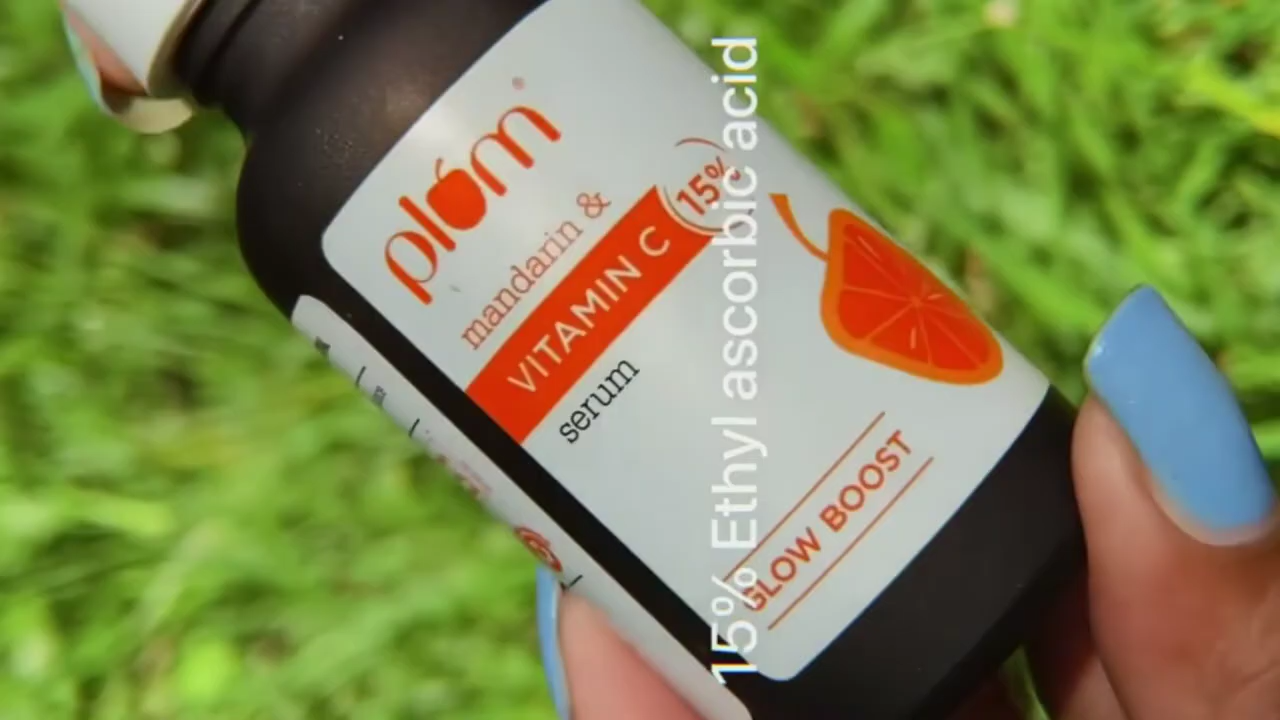 plum®
mandarin &
VITAMIN C 15%
serum
GLOW BOOST
15% Ethyl ascorbic acid